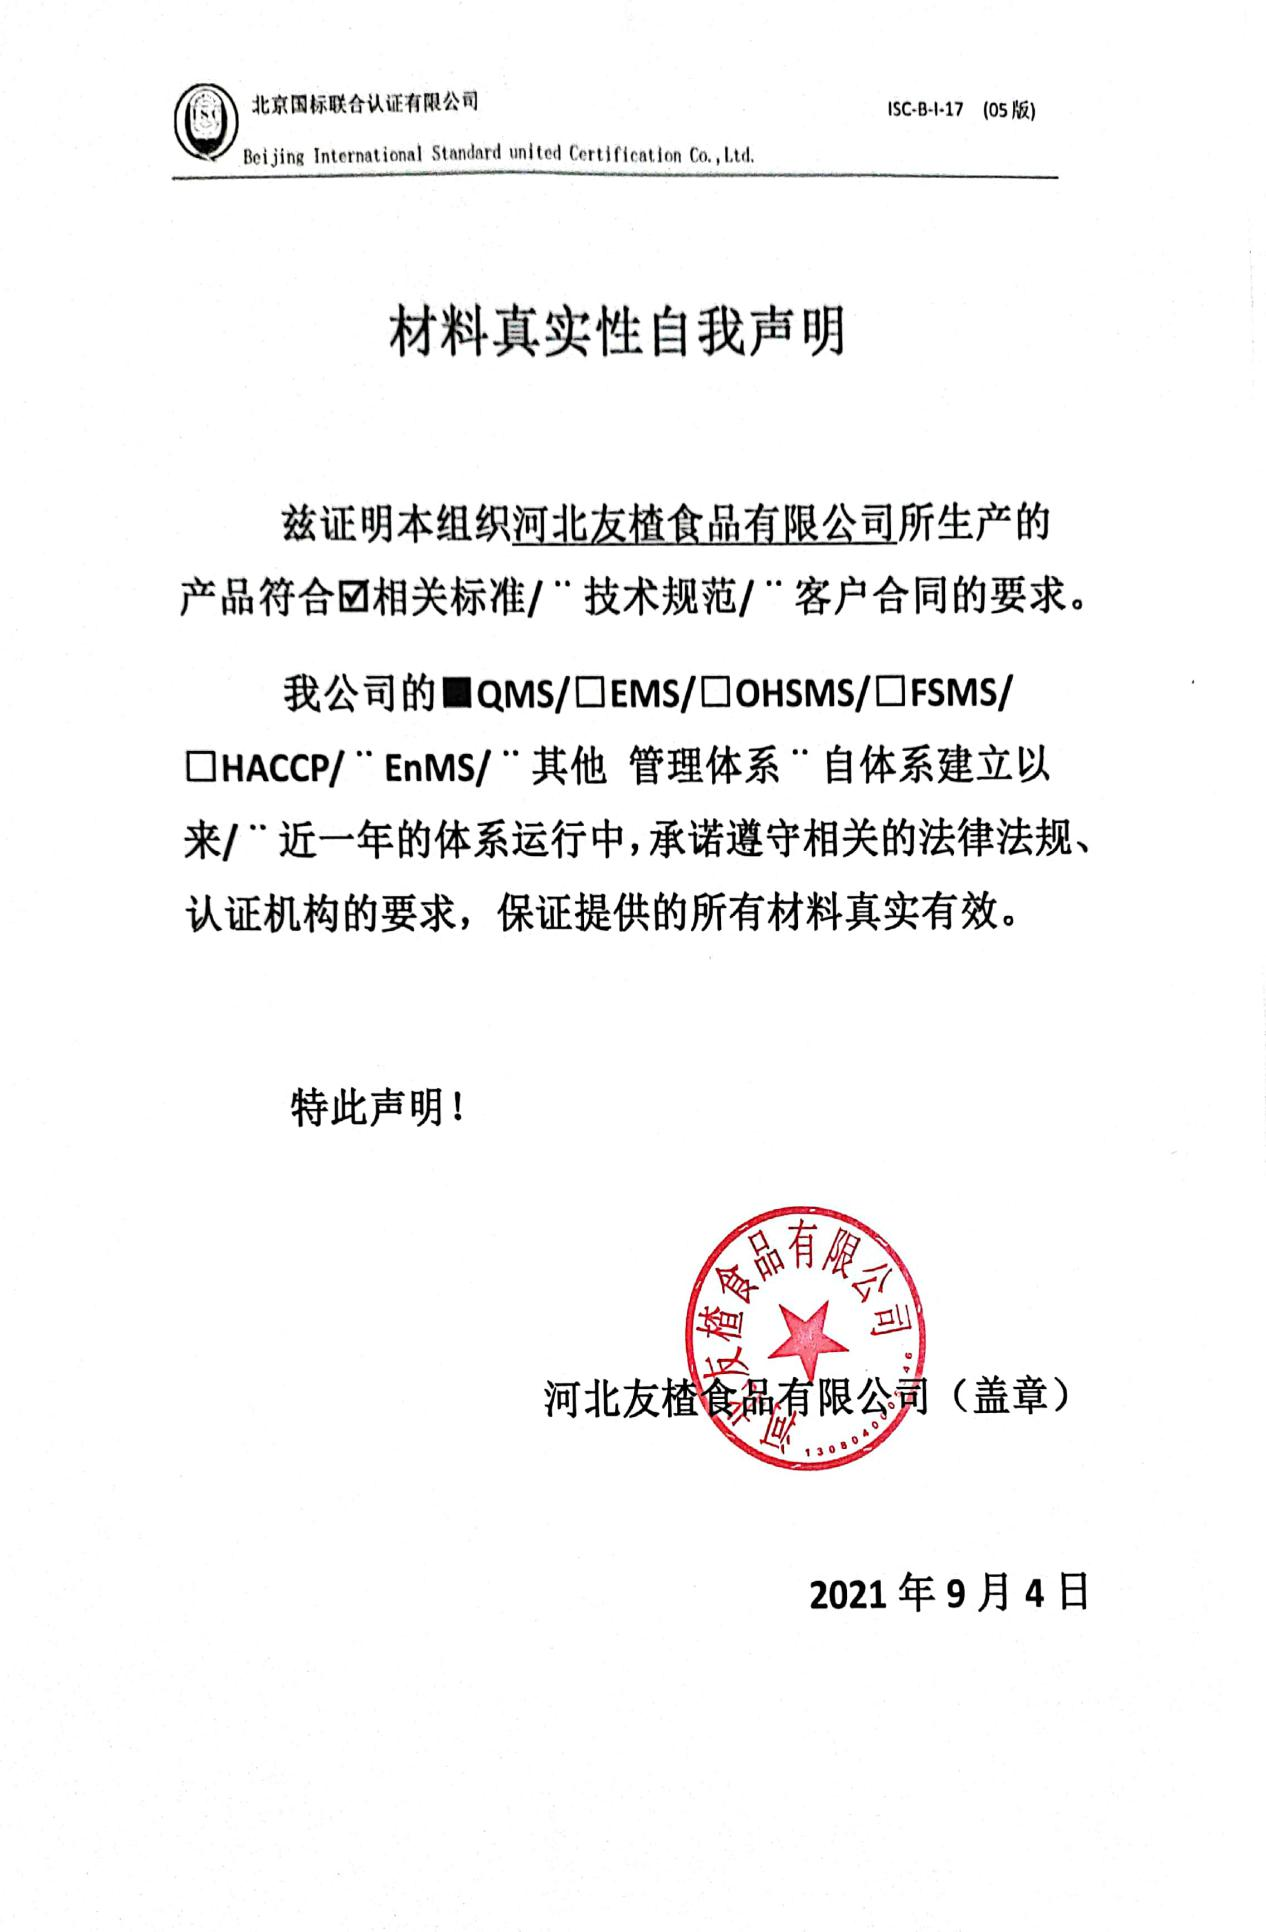 ISC
北京国标联合认证有限公司
ISC-B-I-17 (05版)
Beijing International Standard united Certification Co.,Ltd.
材料真实性自我声明
兹证明本组织河北友楂食品有限公司所生产的
产品符合☑相关标准/¨技术规范/¨客户合同的要求。
我公司的■QMS/□EMS/□OHSMS/□FSMS/
□HACCP/¨EnMS/¨其他 管理体系¨自体系建立以
来/¨近一年的体系运行中,承诺遵守相关的法律法规、
认证机构的要求，保证提供的所有材料真实有效。
特此声明！
河北友楂食品有限公司
河北友楂食品有限公司（盖章）
2021年9月4日